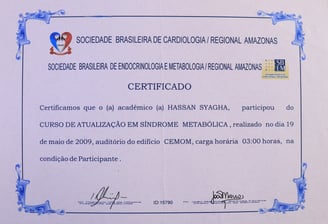 SOCIEDADE BRASILEIRA DE CARDIOLOGIA / REGIONAL AMAZONAS
SOCIEDADE BRASILEIRA DE ENDOCRINOLOGIA E METABOLOGIA / REGIONAL AMAZONAS
CERTIFICADO
Certificamos que o (a) acadêmico (a) HASSAN SYAGHA, participou do
CURSO DE ATUALIZAÇÃO EM SÍNDROME METABÓLICA , realizado no dia 19
de maio de 2009, auditório do edifício CEMOM, carga horária 03:00 horas, na
condição de Participante .
ID:15790